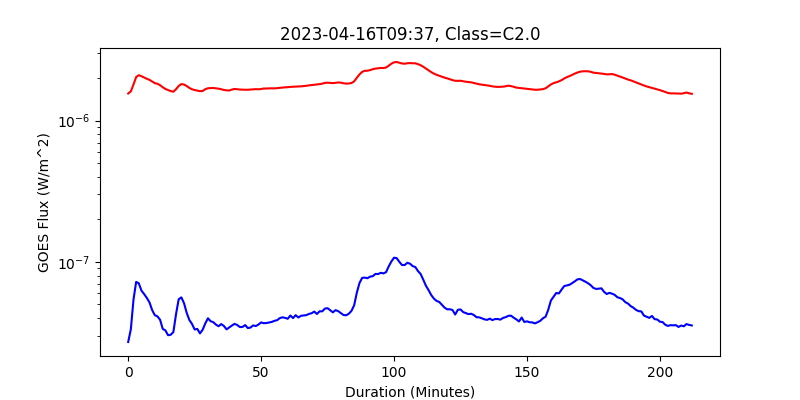 2023-04-16T09:37, Class=C2.0
GOES Flux (W/m^2)
10^-6
10^-7
0 50 100 150 200
Duration (Minutes)